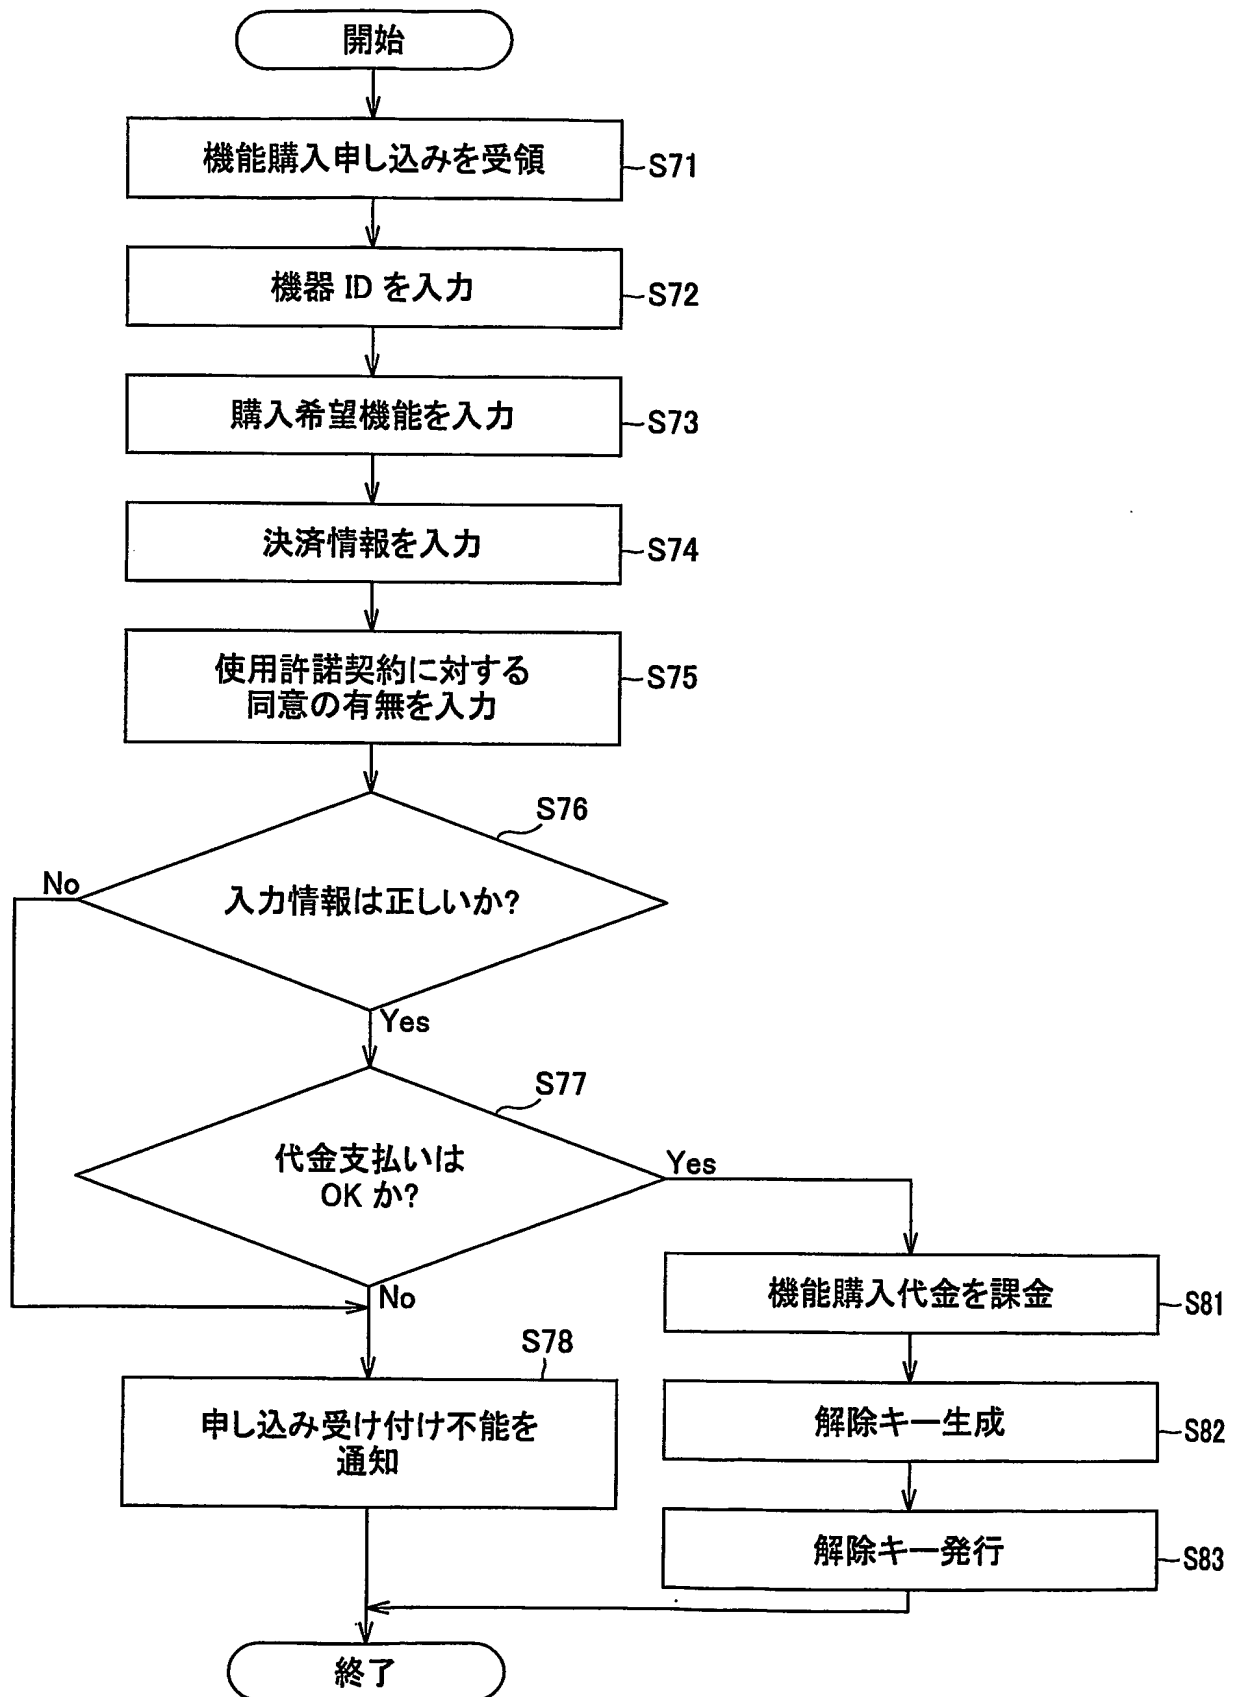 開始
機能購入申し込みを受領
S71
機器 ID を入力
S72
購入希望機能を入力
S73
決済情報を入力
S74
使用許諾契約に対する
同意の有無を入力
S75
S76
No
入力情報は正しいか?
Yes
S77
代金支払いは
OK か?
Yes
No
機能購入代金を課金
S81
S78
申し込み受け付け不能を
通知
解除キー生成
S82
解除キー発行
S83
終了